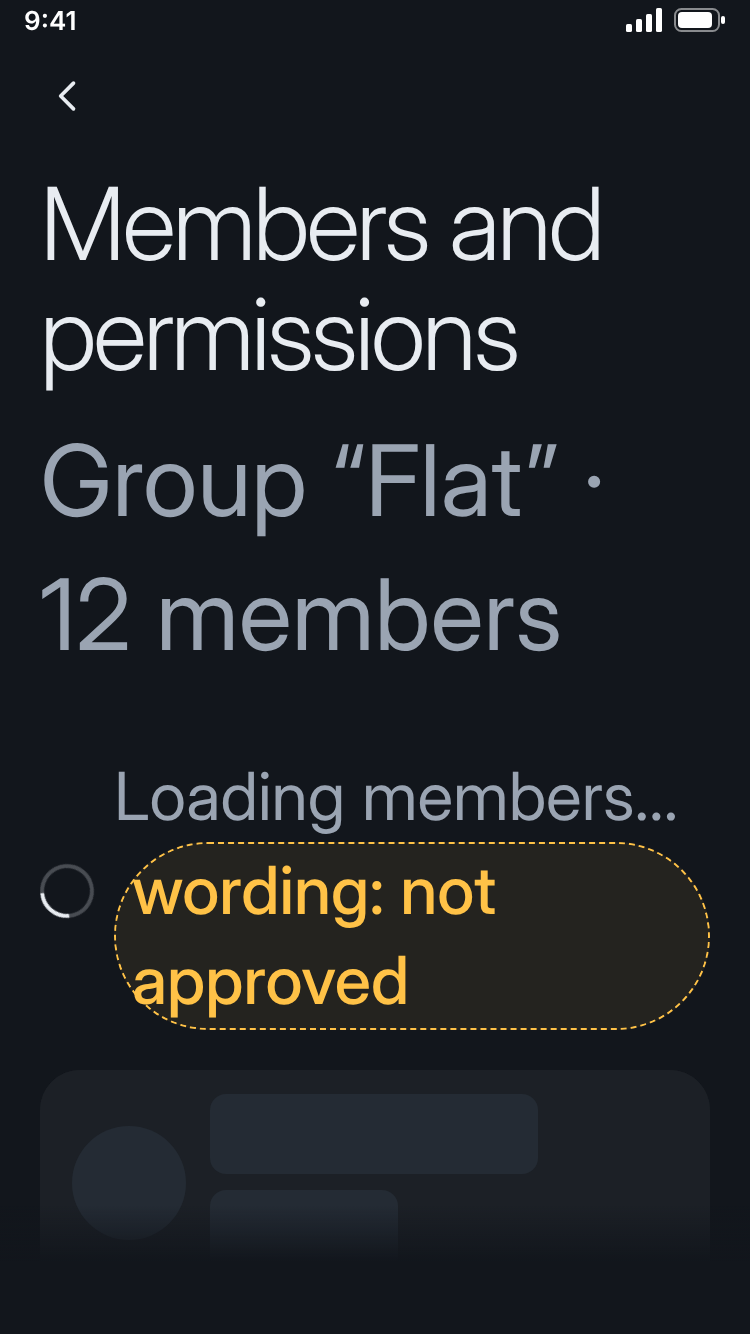 9:41
Members and
permissions
Group “Flat” ·
12 members
Loading members…
wording: not
approved